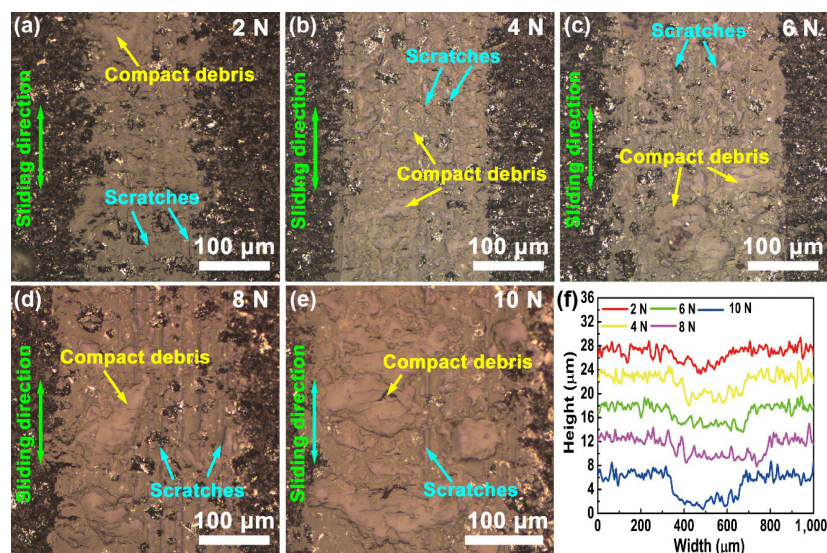 (a)
2 N
Compact debris
Sliding direction
Scratches
100 µm
(b)
4 N
Scratches
Compact debris
Sliding direction
100 µm
(c)
6 N
Scratches
Compact debris
Sliding direction
100 µm
(d)
8 N
Compact debris
Sliding direction
Scratches
100 µm
(e)
10 N
Compact debris
Sliding direction
Scratches
100 µm
(f)
2 N 6 N 10 N
4 N 8 N
Height (µm)
36
32
28
24
20
16
12
8
4
0
0 200 400 600 800 1,000
Width (µm)